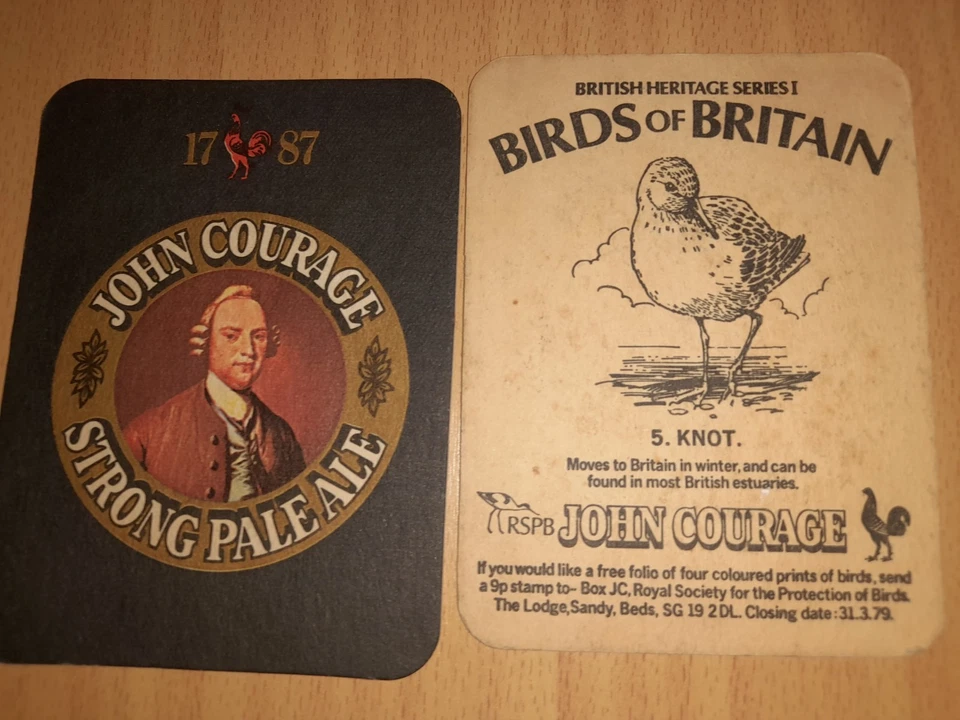 17 87
JOHN COURAGE
STRONG PALE ALE
BRITISH HERITAGE SERIES I
BIRDS OF BRITAIN
5. KNOT.
Moves to Britain in winter, and can be
found in most British estuaries.
RSPB JOHN COURAGE
If you would like a free folio of four coloured prints of birds, send
a 9p stamp to- Box JC, Royal Society for the Protection of Birds.
The Lodge, Sandy, Beds, SG 19 2 DL. Closing date: 31.3.79.